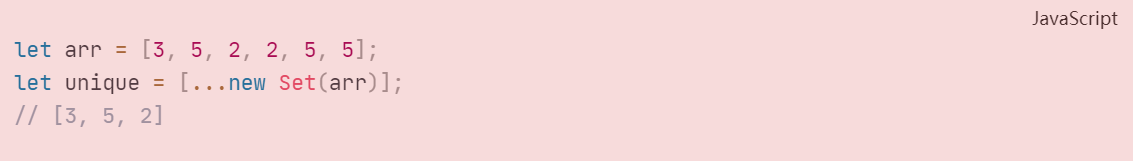 JavaScript
let arr = [3, 5, 2, 2, 5, 5];
let unique = [...new Set(arr)];
// [3, 5, 2]